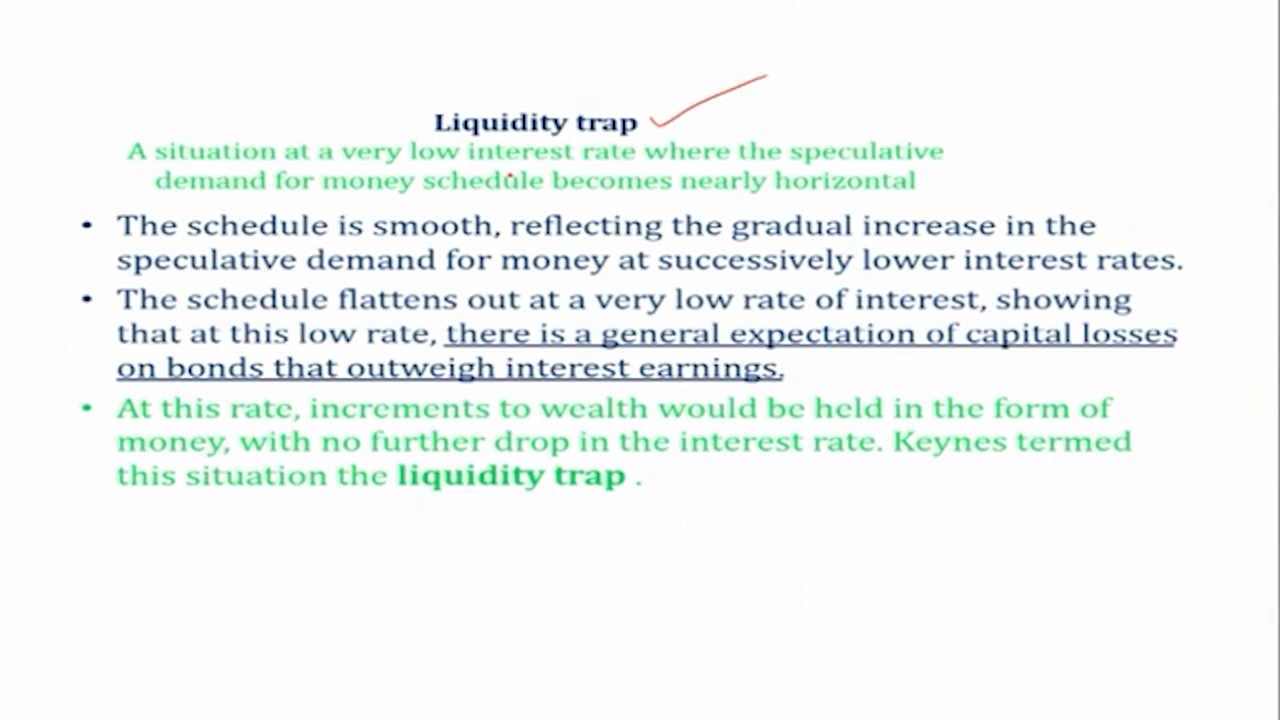 Liquidity trap
A situation at a very low interest rate where the speculative
demand for money schedule becomes nearly horizontal
• The schedule is smooth, reflecting the gradual increase in the
speculative demand for money at successively lower interest rates.
• The schedule flattens out at a very low rate of interest, showing
that at this low rate, there is a general expectation of capital losses
on bonds that outweigh interest earnings.
• At this rate, increments to wealth would be held in the form of
money, with no further drop in the interest rate. Keynes termed
this situation the liquidity trap .